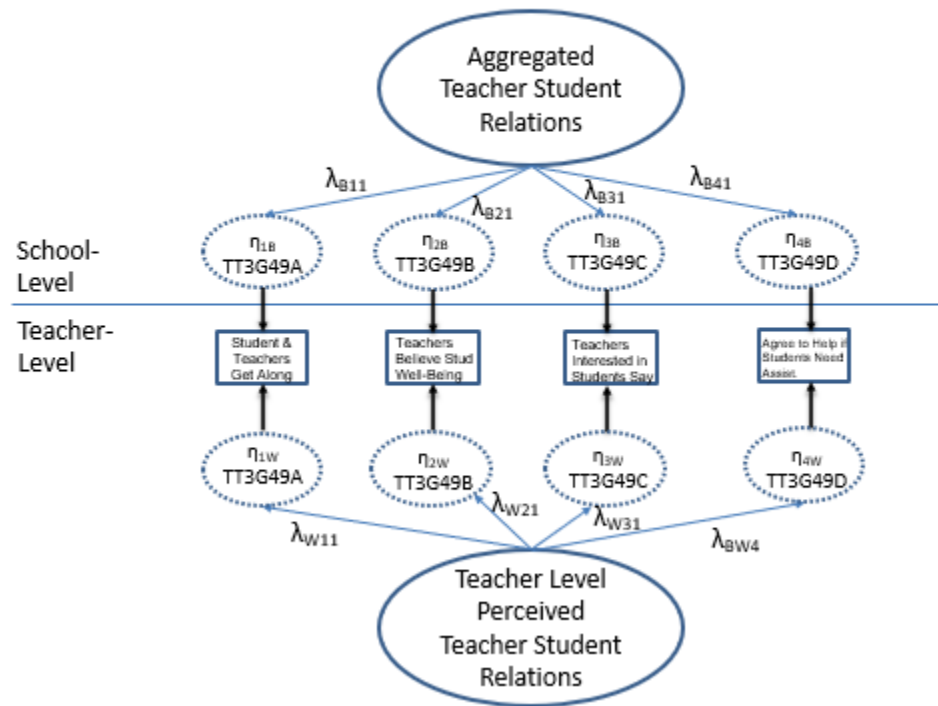 Aggregated
Teacher Student
Relations
λB11
λB21
λB31
λB41
School-
Level
η1B
TT3G49A
η2B
TT3G49B
η3B
TT3G49C
η4B
TT3G49D
Teacher-
Level
Student &
Teachers
Get Along
Teachers
Believe Stud
Well-Being
Teachers
Interested in
Students Say
Agree to Help if
Students Need
Assist.
η1W
TT3G49A
η2W
TT3G49B
η3W
TT3G49C
η4W
TT3G49D
λW11
λW21
λW31
λBW4
Teacher Level
Perceived
Teacher Student
Relations